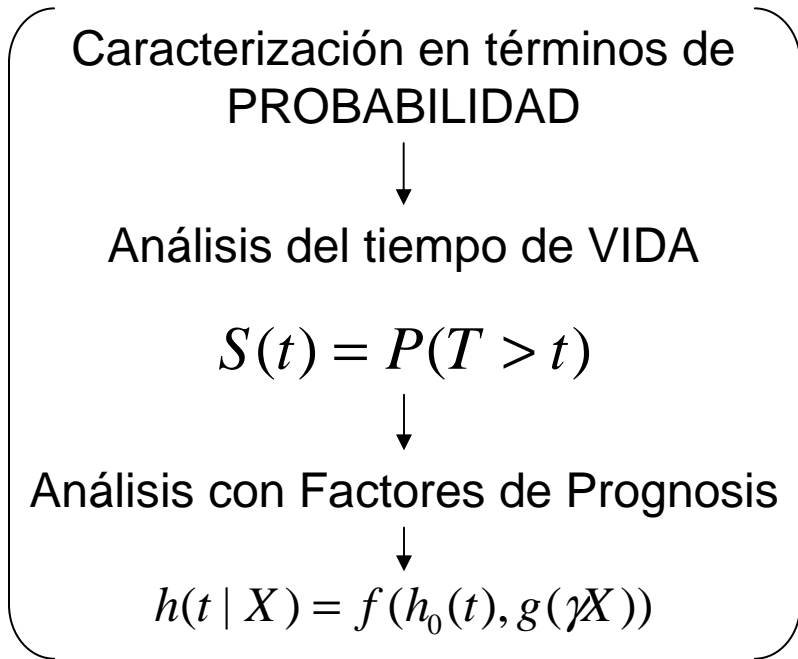 Caracterización en términos de
PROBABILIDAD
Análisis del tiempo de VIDA
S(t) = P(T > t)
Análisis con Factores de Prognosis
h(t | X) = f(h₀(t), g(γX))